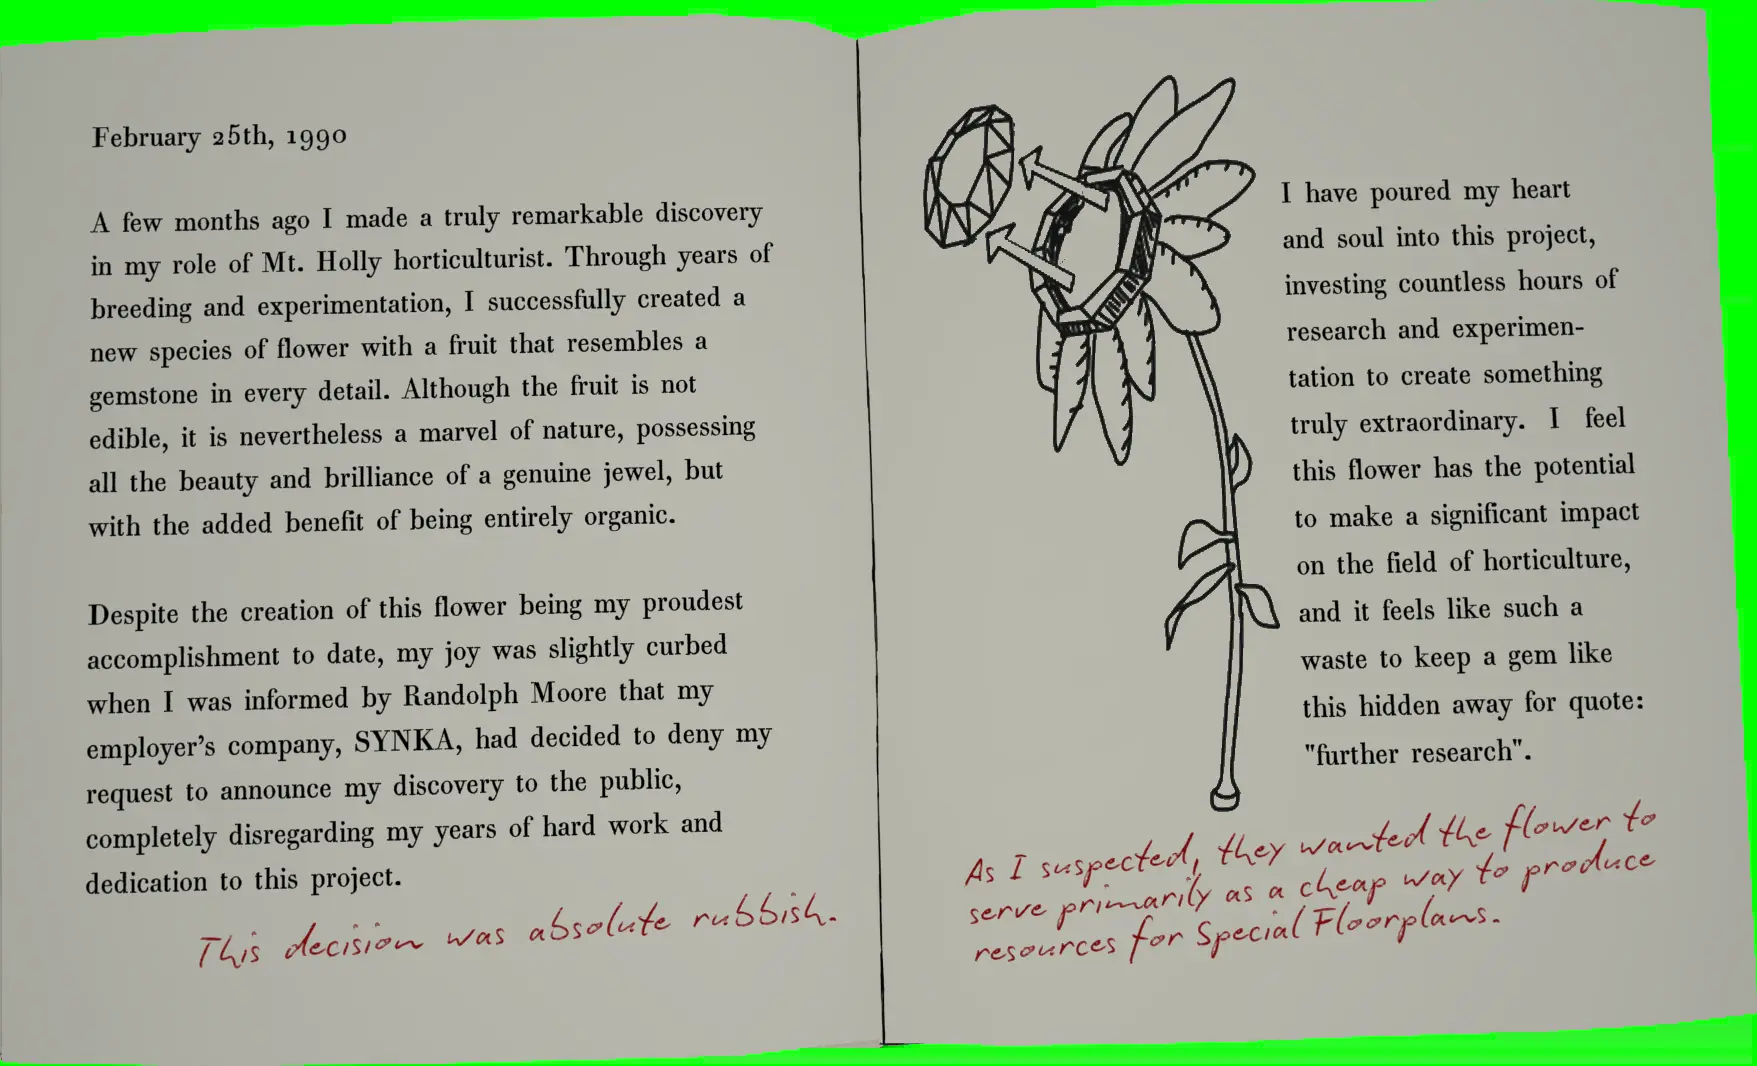 February 25th, 1990
A few months ago I made a truly remarkable discovery
in my role of Mt. Holly horticulturist. Through years of
breeding and experimentation, I successfully created a
new species of flower with a fruit that resembles a
gemstone in every detail. Although the fruit is not
edible, it is nevertheless a marvel of nature, possessing
all the beauty and brilliance of a genuine jewel, but
with the added benefit of being entirely organic.
Despite the creation of this flower being my proudest
accomplishment to date, my joy was slightly curbed
when I was informed by Randolph Moore that my
employer's company, SYNKA, had decided to deny my
request to announce my discovery to the public,
completely disregarding my years of hard work and
dedication to this project.
This decision was absolute rubbish.
I have poured my heart
and soul into this project,
investing countless hours of
research and experimen-
tation to create something
truly extraordinary. I feel
this flower has the potential
to make a significant impact
on the field of horticulture,
and it feels like such a
waste to keep a gem like
this hidden away for quote:
"further research".
As I suspected, they wanted the flower to
serve primarily as a cheap way to produce
resources for Special Floorplans.